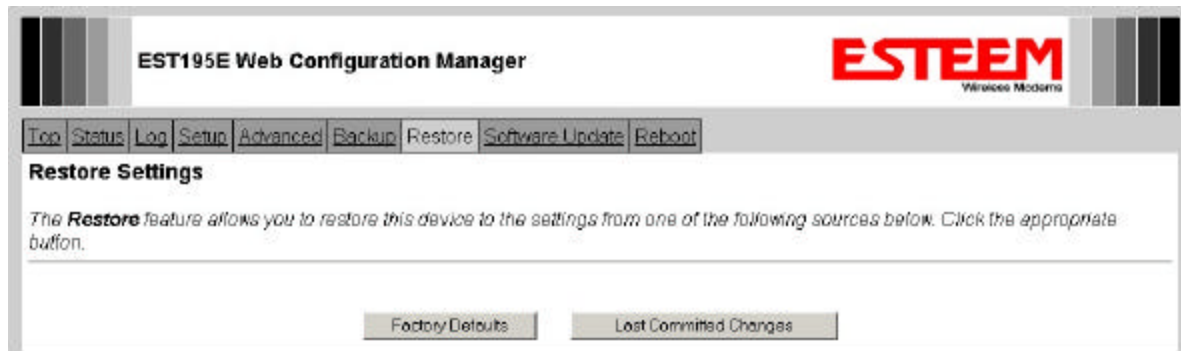 EST195E Web Configuration Manager
ESTEEM
Wireless Modems
Top Status Log Setup Advanced Backup Restore Software Update Reboot
Restore Settings
The Restore feature allows you to restore this device to the settings from one of the following sources below. Click the appropriate
button.
Factory Defaults Last Committed Changes